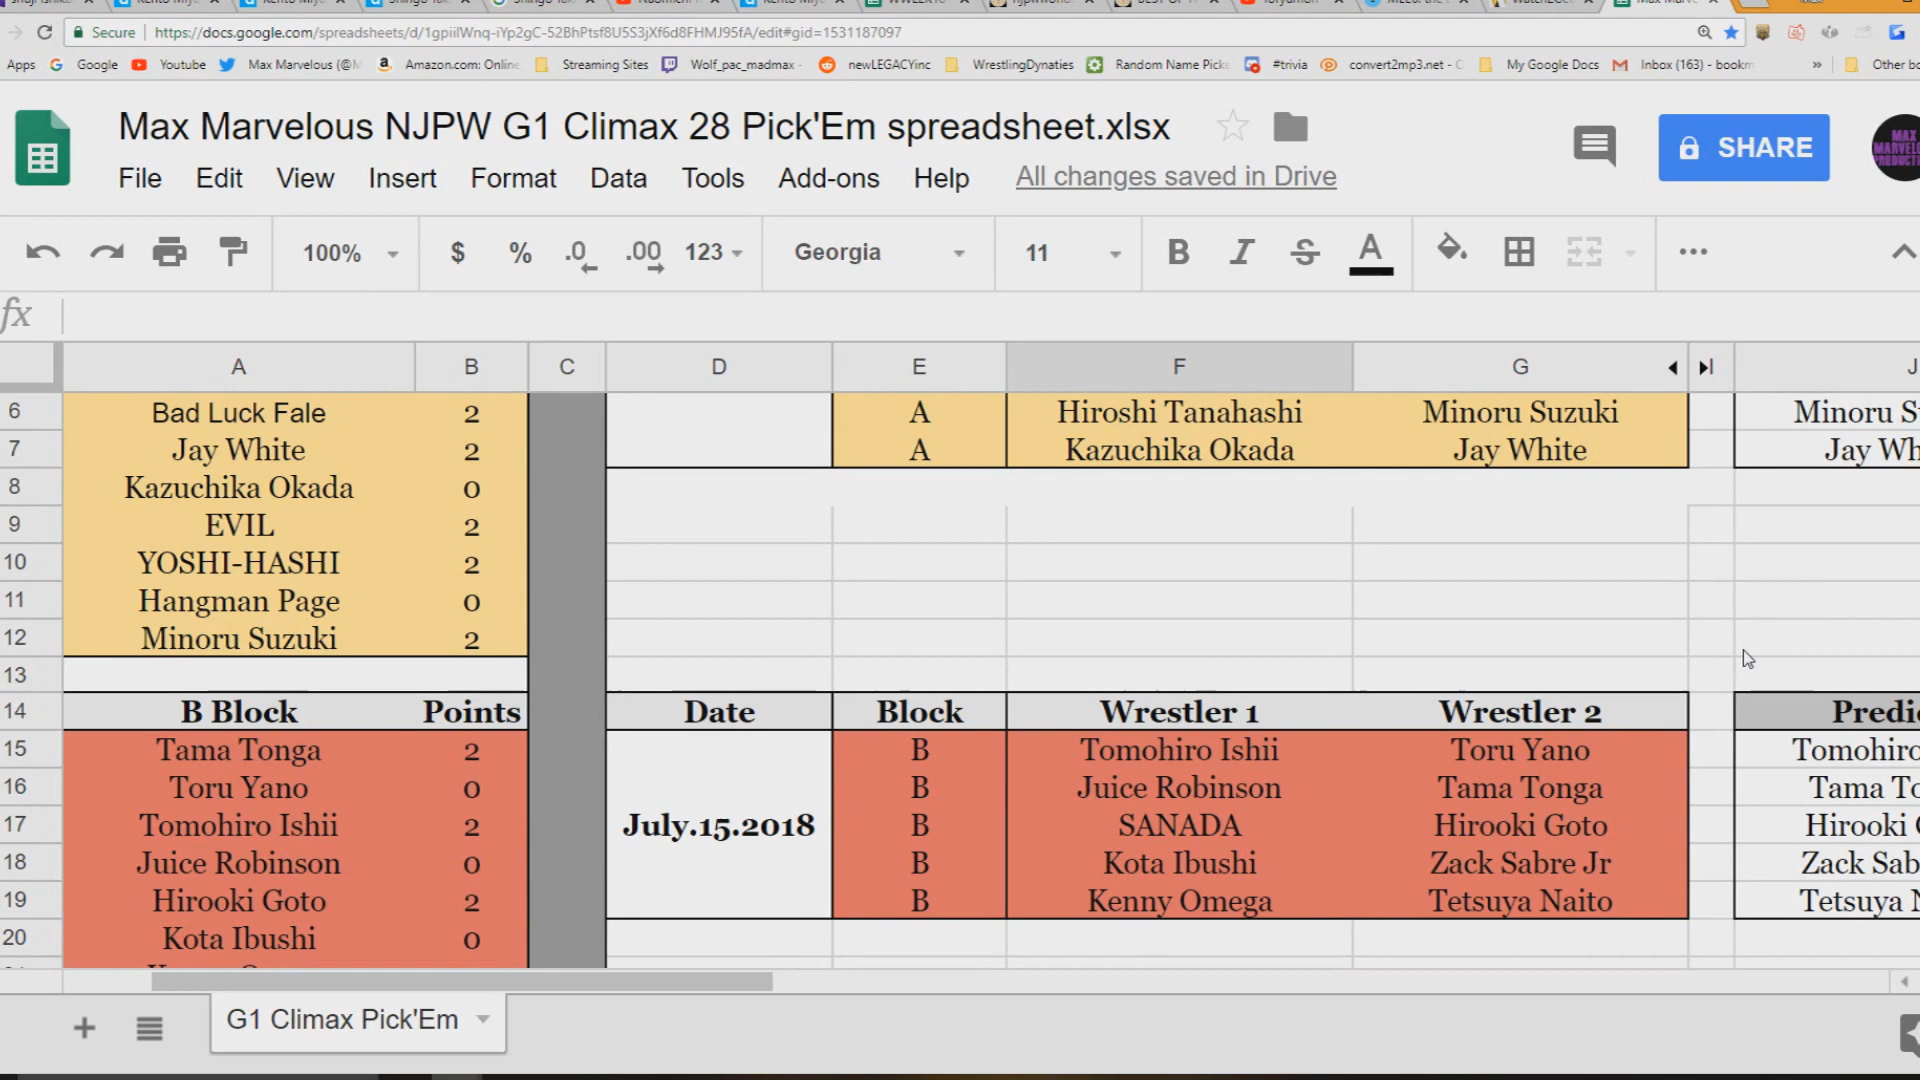 Secure https://docs.google.com/spreadsheets/d/1gpiilWnq-iYp2gC-52BhPtsf8U5S3jXf6d8FHMJ95fA/edit#gid=1531187097
Apps Google Youtube Max Marvelous (@M Amazon.com: Online Streaming Sites Wolf_pac_madmax - newLEGACYinc WrestlingDynaties Random Name Picke #trivia convert2mp3.net - My Google Docs Inbox (163) - bookm » Other bo
Max Marvelous NJPW G1 Climax 28 Pick'Em spreadsheet.xlsx
File Edit View Insert Format Data Tools Add-ons Help All changes saved in Drive
SHARE
100% $ % .0 .00 123 Georgia 11 B I S A
fx
A B C D E F G J
6 Bad Luck Fale 2 A Hiroshi Tanahashi Minoru Suzuki Minoru S
7 Jay White 2 A Kazuchika Okada Jay White Jay Wh
8 Kazuchika Okada 0
9 EVIL 2
10 YOSHI-HASHI 2
11 Hangman Page 0
12 Minoru Suzuki 2
13
14 B Block Points Date Block Wrestler 1 Wrestler 2 Predi
15 Tama Tonga 2 B Tomohiro Ishii Toru Yano Tomohiro
16 Toru Yano 0 B Juice Robinson Tama Tonga Tama To
17 Tomohiro Ishii 2 July.15.2018 B SANADA Hirooki Goto Hirooki
18 Juice Robinson 0 B Kota Ibushi Zack Sabre Jr Zack Sab
19 Hirooki Goto 2 B Kenny Omega Tetsuya Naito Tetsuya
20 Kota Ibushi 0
G1 Climax Pick'Em